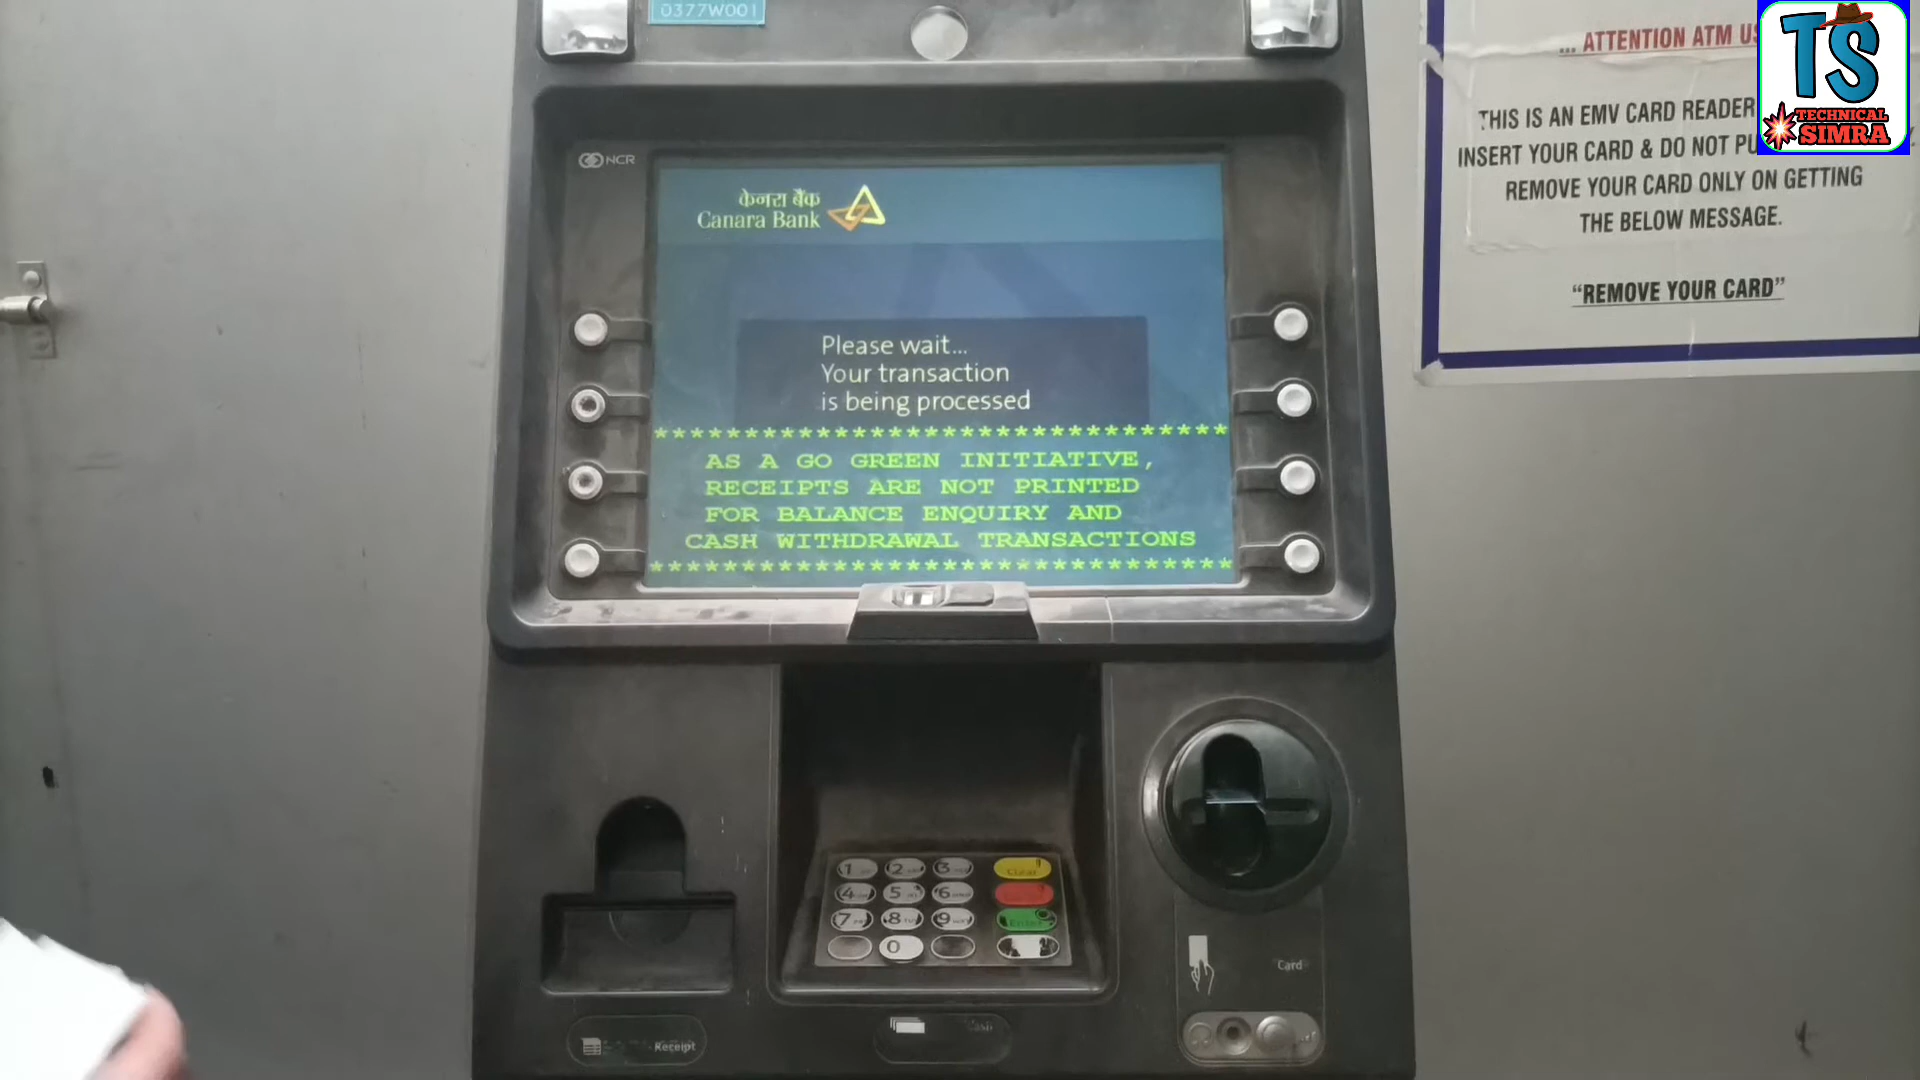 0377W001
NCR
केनरा बैंक
Canara Bank
Please wait...
Your transaction
is being processed
*******************************
AS A GO GREEN INITIATIVE,
RECEIPTS ARE NOT PRINTED
FOR BALANCE ENQUIRY AND
CASH WITHDRAWAL TRANSACTIONS
*******************************
... ATTENTION ATM
THIS IS AN EMV CARD READER
INSERT YOUR CARD & DO NOT
REMOVE YOUR CARD ONLY ON GETTING
THE BELOW MESSAGE.
“REMOVE YOUR CARD”
TS
TECHNICAL
SIMRA
1 2 3 Clear
4 5 6
7 8 9 Enter
0
Card
Receipt
Cash